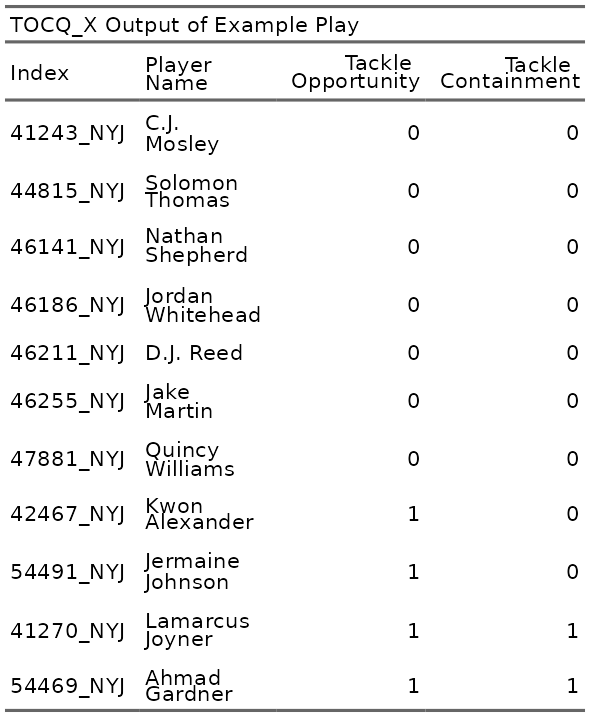 TOCQ_X Output of Example Play
Index Player Name Tackle Opportunity Tackle Containment
41243_NYJ C.J. Mosley 0 0
44815_NYJ Solomon Thomas 0 0
46141_NYJ Nathan Shepherd 0 0
46186_NYJ Jordan Whitehead 0 0
46211_NYJ D.J. Reed 0 0
46255_NYJ Jake Martin 0 0
47881_NYJ Quincy Williams 0 0
42467_NYJ Kwon Alexander 1 0
54491_NYJ Jermaine Johnson 1 0
41270_NYJ Lamarcus Joyner 1 1
54469_NYJ Ahmad Gardner 1 1